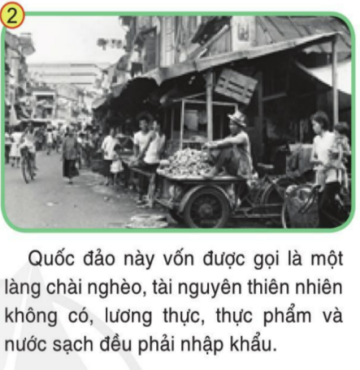 2
Quốc đảo này vốn được gọi là một
làng chài nghèo, tài nguyên thiên nhiên
không có, lương thực, thực phẩm và
nước sạch đều phải nhập khẩu.